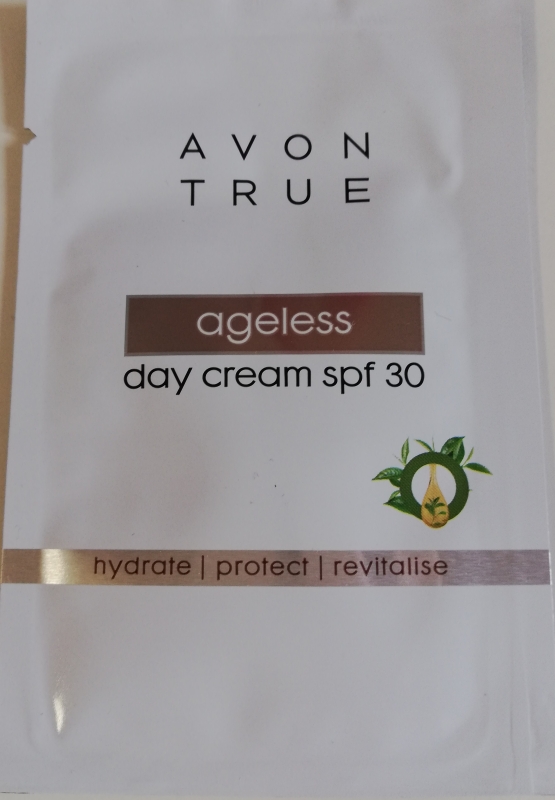 AVON
TRUE
ageless
day cream spf 30
hydrate | protect | revitalise